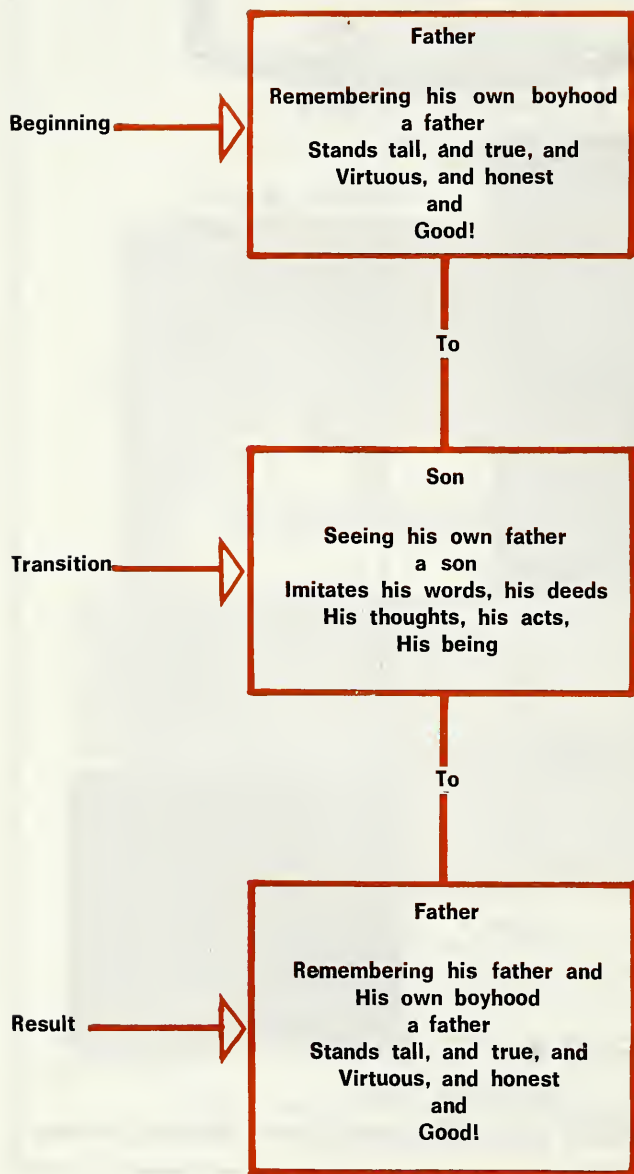 Father
Beginning
Remembering his own boyhood
a father
Stands tall, and true, and
Virtuous, and honest
and
Good!
To
Son
Transition
Seeing his own father
a son
Imitates his words, his deeds
His thoughts, his acts,
His being
To
Father
Result
Remembering his father and
His own boyhood
a father
Stands tall, and true, and
Virtuous, and honest
and
Good!